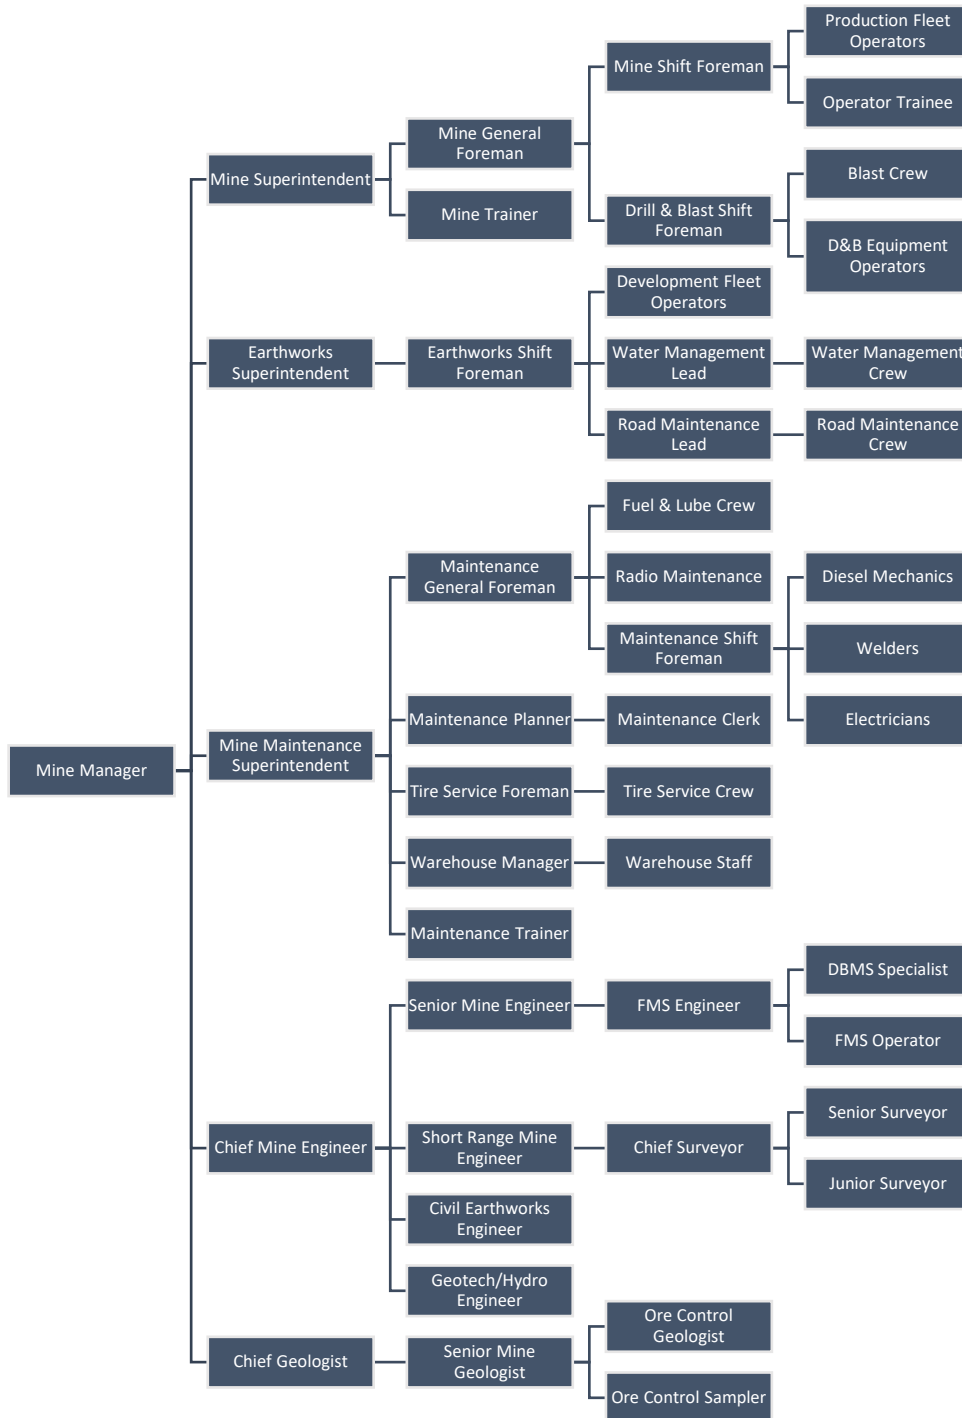 Production Fleet
Operators
Mine Shift Foreman
Operator Trainee
Mine General
Foreman
Blast Crew
Mine Superintendent
Mine Trainer
Drill & Blast Shift
Foreman
D&B Equipment
Operators
Development Fleet
Operators
Earthworks
Superintendent
Earthworks Shift
Foreman
Water Management
Lead
Water Management
Crew
Road Maintenance
Lead
Road Maintenance
Crew
Fuel & Lube Crew
Maintenance
General Foreman
Radio Maintenance
Diesel Mechanics
Maintenance Shift
Foreman
Welders
Maintenance Planner
Maintenance Clerk
Electricians
Mine Manager
Mine Maintenance
Superintendent
Tire Service Foreman
Tire Service Crew
Warehouse Manager
Warehouse Staff
Maintenance Trainer
DBMS Specialist
Senior Mine Engineer
FMS Engineer
FMS Operator
Senior Surveyor
Chief Mine Engineer
Short Range Mine
Engineer
Chief Surveyor
Junior Surveyor
Civil Earthworks
Engineer
Geotech/Hydro
Engineer
Ore Control
Geologist
Chief Geologist
Senior Mine
Geologist
Ore Control Sampler